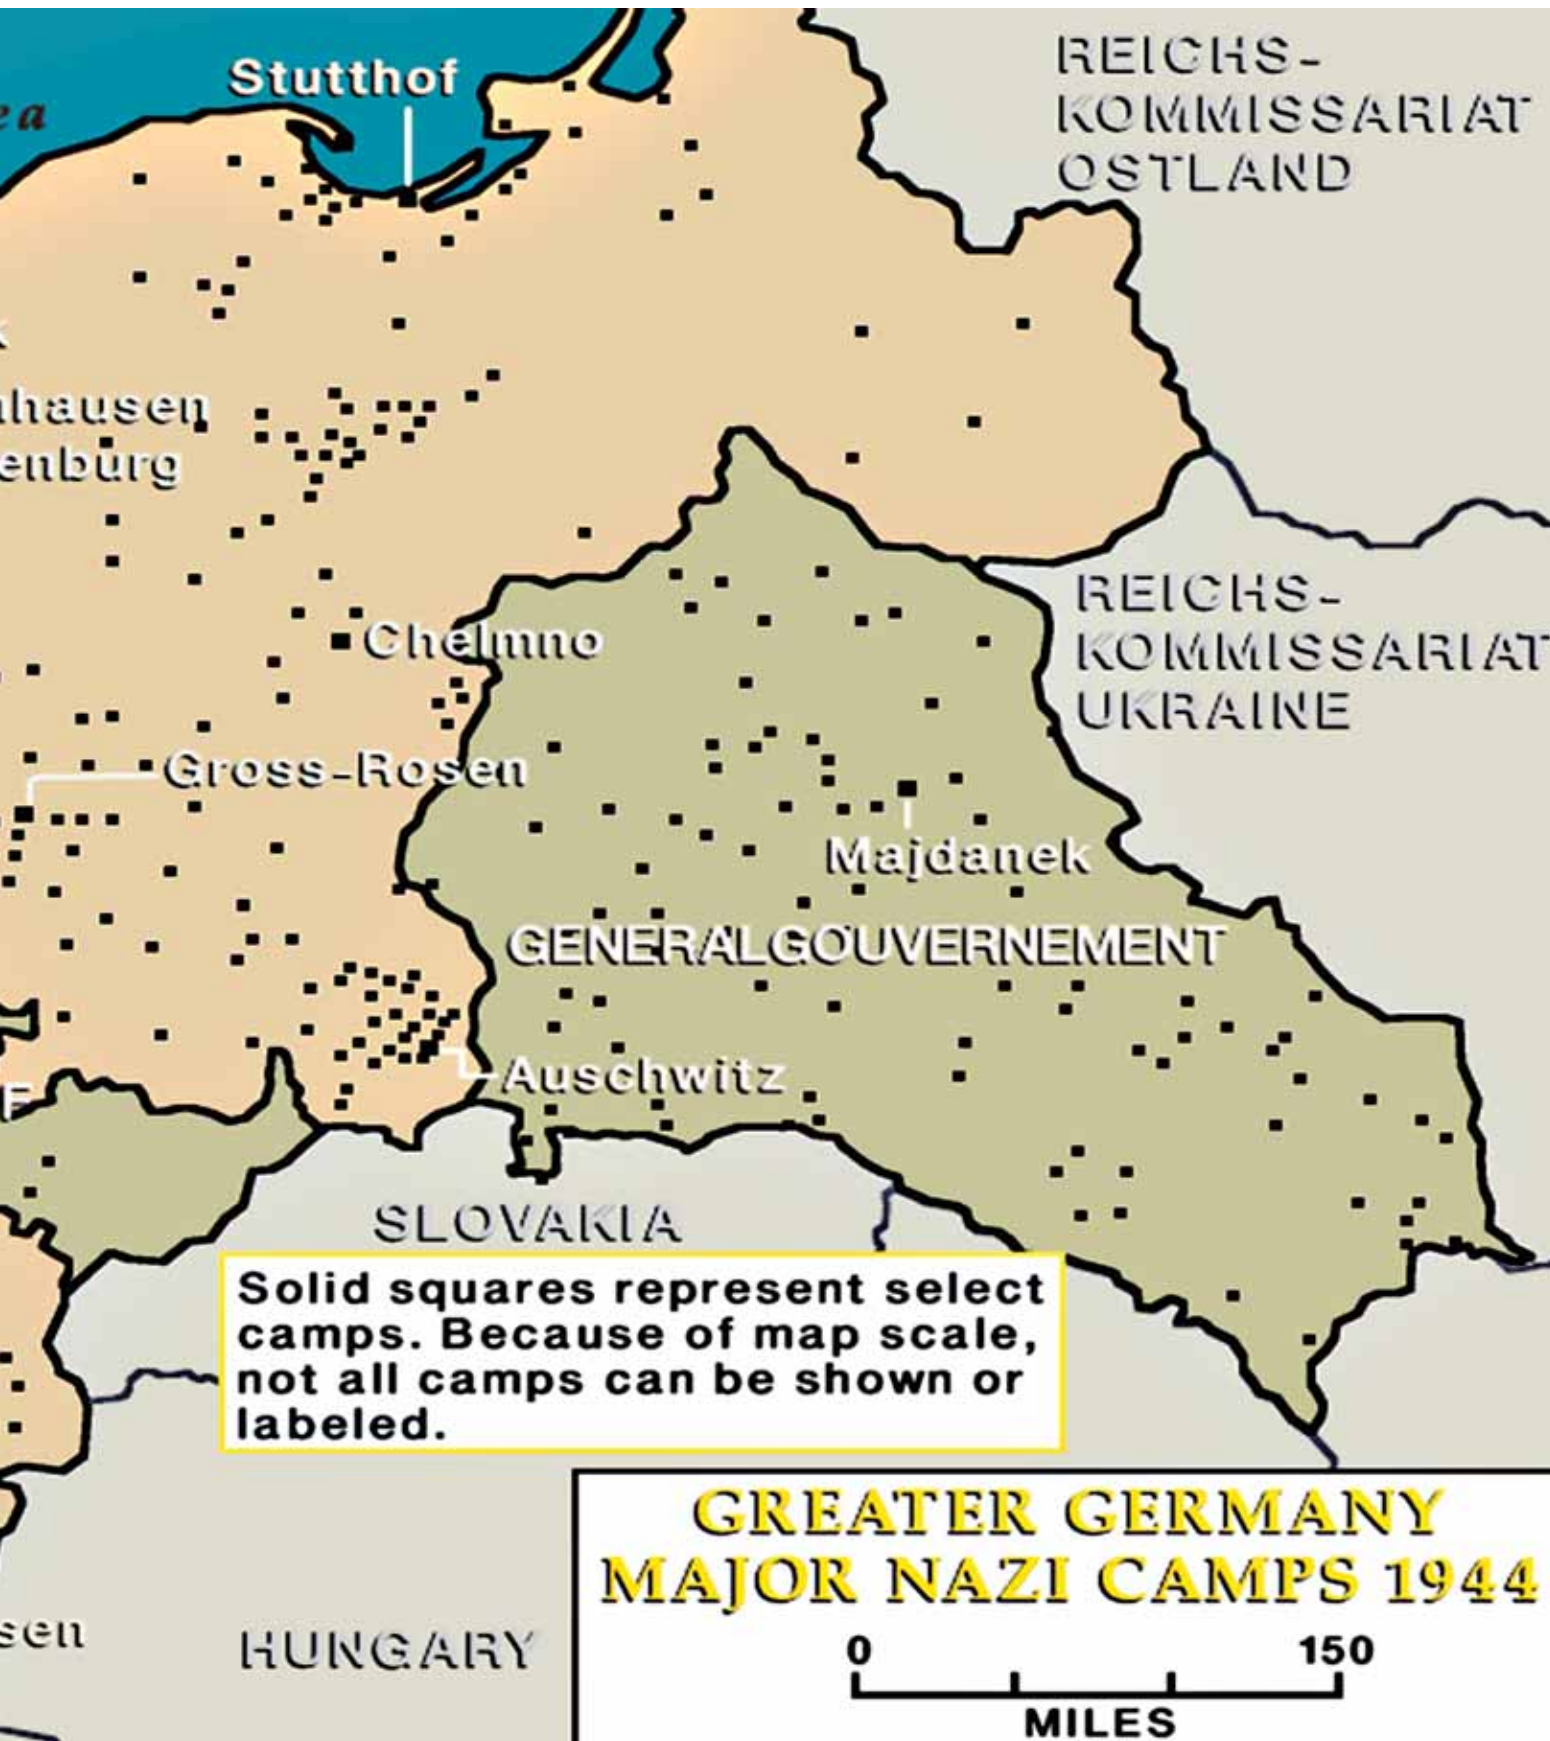 Stutthof
REICHS-
KOMMISSARIAT
OSTLAND
ea
k
nhausen
enburg
REICHS-
KOMMISSARIAT
UKRAINE
Chelmno
Gross-Rosen
Majdanek
GENERALGOUVERNEMENT
Auschwitz
F
SLOVAKIA
Solid squares represent select
camps. Because of map scale,
not all camps can be shown or
labeled.
GREATER GERMANY
MAJOR NAZI CAMPS 1944
sen
HUNGARY
0 150
MILES